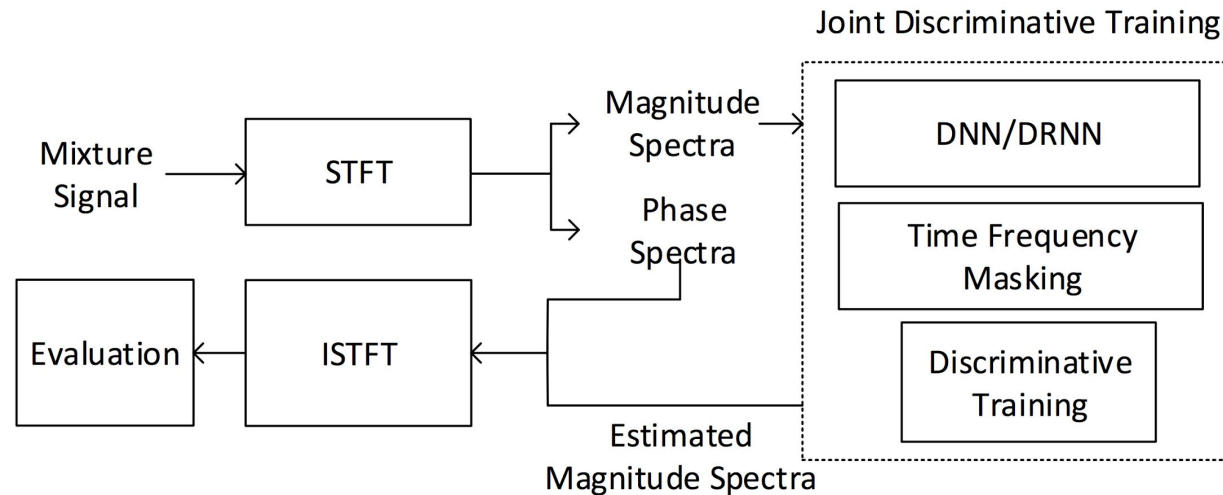 Joint Discriminative Training
Mixture
Signal
STFT
Magnitude
Spectra
Phase
Spectra
DNN/DRNN
Time Frequency
Masking
Discriminative
Training
Evaluation
ISTFT
Estimated
Magnitude Spectra